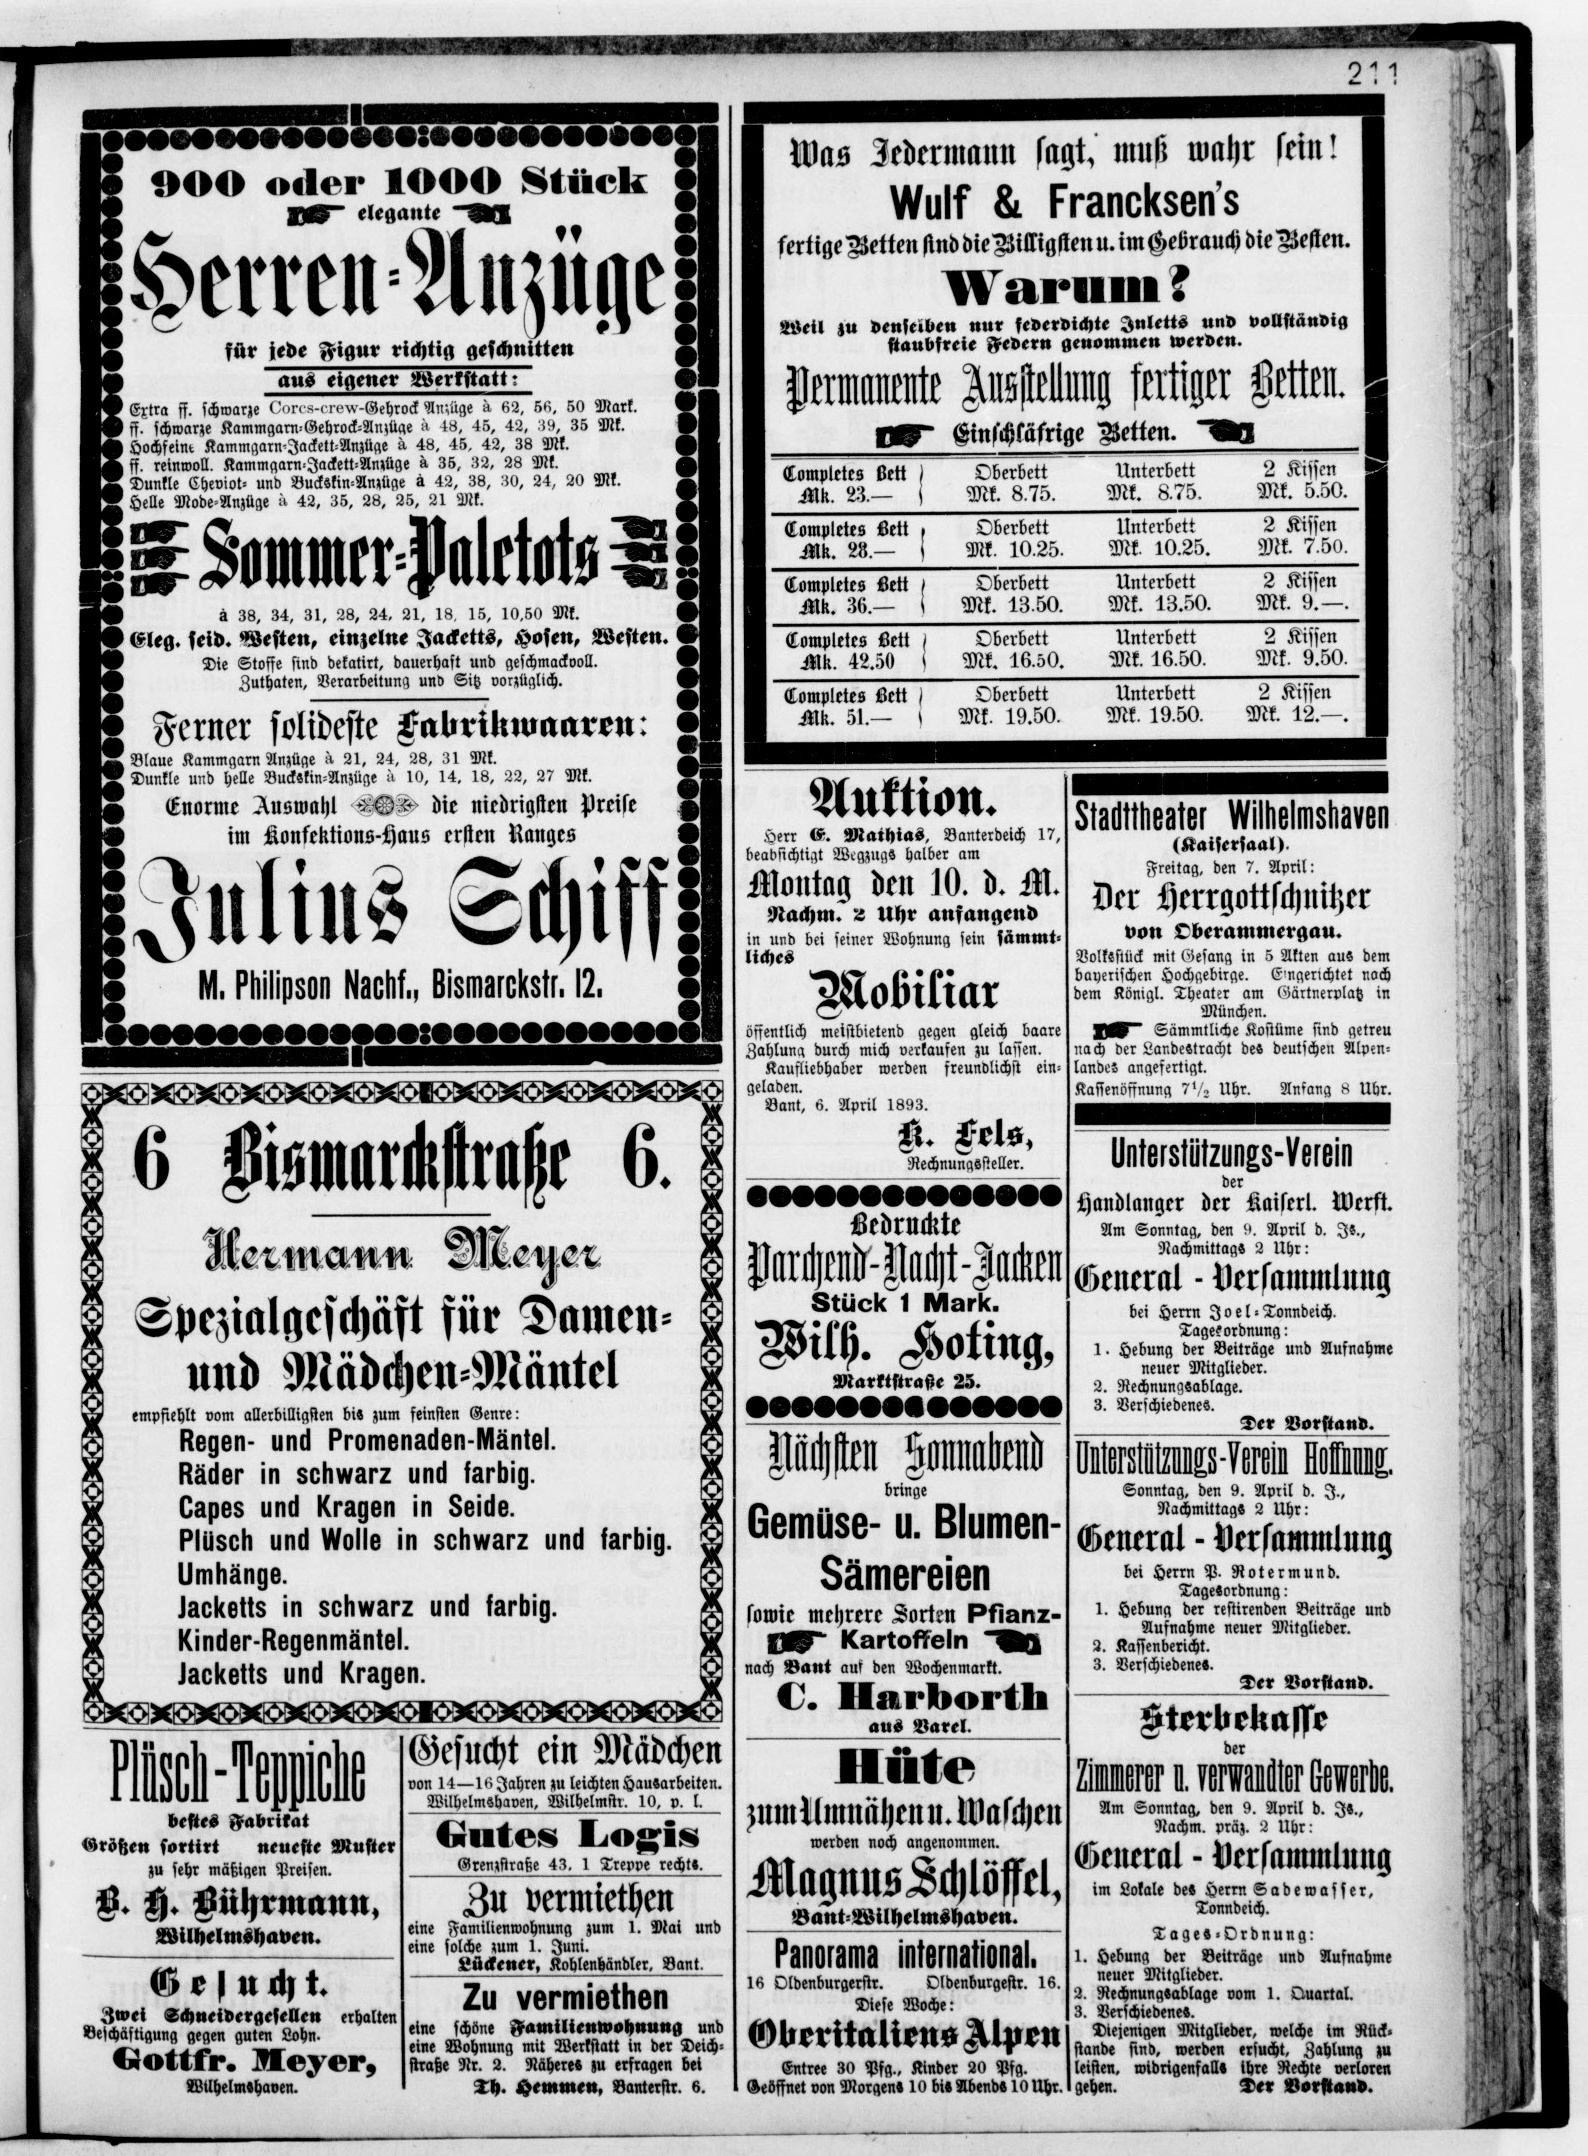 211
900 oder 1000 Stück
elegante
Herren-Anzüge
für jede Figur richtig geschnitten
aus eigener Werkstatt:
Extra ff. schwarze Corcs-crew-Gehrock Anzüge à 62, 56, 50 Mark.
ff. schwarze Kammgarn-Gehrock-Anzüge à 48, 45, 42, 39, 35 Mk.
Hochfeine Kammgarn-Jackett-Anzüge à 48, 45, 42, 38 Mk.
ff. reinwoll. Kammgarn-Jackett-Anzüge à 35, 32, 28 Mk.
Dunkle Cheviot- und Buckskin-Anzüge à 42, 38, 30, 24, 20 Mk.
Helle Mode-Anzüge à 42, 35, 28, 25, 21 Mk.
Sommer-Paletots
à 38, 34, 31, 28, 24, 21, 18, 15, 10,50 Mk.
Eleg. seid. Westen, einzelne Jacketts, Hosen, Westen.
Die Stoffe sind dekatirt, dauerhaft und geschmackvoll.
Zuthaten, Verarbeitung und Sitz vorzüglich.
Ferner solideste Fabrikwaaren:
Blaue Kammgarn Anzüge à 21, 24, 28, 31 Mk.
Dunkle und helle Buckskin-Anzüge à 10, 14, 18, 22, 27 Mk.
Enorme Auswahl die niedrigsten Preise
im Konfektions-Haus ersten Ranges
Julius Schiff
M. Philipson Nachf., Bismarckstr. 12.
6 Bismarckstraße 6.
Hermann Meyer
Spezialgeschäft für Damen-
und Mädchen-Mäntel
empfiehlt vom allerbilligsten bis zum feinsten Genre:
Regen- und Promenaden-Mäntel.
Räder in schwarz und farbig.
Capes und Kragen in Seide.
Plüsch und Wolle in schwarz und farbig.
Umhänge.
Jacketts in schwarz und farbig.
Kinder-Regenmäntel.
Jacketts und Kragen.
Plüsch-Teppiche
bestes Fabrikat
Größen sortirt neueste Muster
zu sehr mäßigen Preisen.
B. H. Bührmann,
Wilhelmshaven.
Gesucht.
Zwei Schneidergesellen erhalten
Beschäftigung gegen guten Lohn.
Gottfr. Meyer,
Wilhelmshaven.
Gesucht ein Mädchen
von 14—16 Jahren zu leichten Hausarbeiten.
Wilhelmshaven, Wilhelmstr. 10, p. l.
Gutes Logis
Grenzstraße 43, 1 Treppe rechts.
Zu vermiethen
eine Familienwohnung zum 1. Mai und
eine solche zum 1. Juni.
Lückener, Kohlenhändler, Bant.
Zu vermiethen
eine schöne Familienwohnung und
eine Wohnung mit Werkstatt in der Deich-
straße Nr. 2. Näheres zu erfragen bei
Th. Hemmen, Banterstr. 6.
Was Jedermann sagt, muß wahr sein!
Wulf & Francksen's
fertige Betten sind die Billigsten u. im Gebrauch die Besten.
Warum?
Weil zu denselben nur federdichte Inletts und vollständig
staubfreie Federn genommen werden.
Permanente Ausstellung fertiger Betten.
Einschläfrige Betten.
Completes Bett Oberbett Unterbett 2 Kissen
Mk. 23.— Mk. 8.75. Mk. 8.75. Mk. 5.50.
Completes Bett Oberbett Unterbett 2 Kissen
Mk. 28.— Mk. 10.25. Mk. 10.25. Mk. 7.50.
Completes Bett Oberbett Unterbett 2 Kissen
Mk. 36.— Mk. 13.50. Mk. 13.50. Mk. 9.—.
Completes Bett Oberbett Unterbett 2 Kissen
Mk. 42.50 Mk. 16.50. Mk. 16.50. Mk. 9.50.
Completes Bett Oberbett Unterbett 2 Kissen
Mk. 51.— Mk. 19.50. Mk. 19.50. Mk. 12.—.
Auktion.
Herr E. Mathias, Banterdeich 17,
beabsichtigt Wegzugs halber am
Montag den 10. d. M.
Nachm. 2 Uhr anfangend
in und bei seiner Wohnung sein sämmt-
liches
Mobiliar
öffentlich meistbietend gegen gleich baare
Zahlung durch mich verkaufen zu lassen.
Kaufliebhaber werden freundlichst ein-
geladen.
Bant, 6. April 1893.
K. Fels,
Rechnungssteller.
Bedruckte
Parchend-Nacht-Jacken
Stück 1 Mark.
Wilh. Hoting,
Marktstraße 25.
Nächsten Sonnabend
bringe
Gemüse- u. Blumen-
Sämereien
sowie mehrere Sorten Pflanz-
Kartoffeln
nach Bant auf den Wochenmarkt.
C. Harborth
aus Varel.
Hüte
zum Umnähen u. Waschen
werden noch angenommen.
Magnus Schlöffel,
Bant-Wilhelmshaven.
Panorama international.
16 Oldenburgerstr. Oldenburgestr. 16.
Diese Woche:
Oberitaliens Alpen
Entree 30 Pfg., Kinder 20 Pfg.
Geöffnet von Morgens 10 bis Abends 10 Uhr.
Stadttheater Wilhelmshaven
(Kaisersaal).
Freitag, den 7. April:
Der Herrgottschnitzer
von Oberammergau.
Volksstück mit Gesang in 5 Akten aus dem
bayerischen Hochgebirge. Eingerichtet nach
dem Königl. Theater am Gärtnerplatz in
München.
Sämmtliche Kostüme sind getreu
nach der Landestracht des deutschen Alpen-
landes angefertigt.
Kassenöffnung 7 1/2 Uhr. Anfang 8 Uhr.
Unterstützungs-Verein
der
Handlanger der Kaiserl. Werft.
Am Sonntag, den 9. April d. Js.,
Nachmittags 2 Uhr:
General - Versammlung
bei Herrn Joel-Tonndeich.
Tagesordnung:
1. Hebung der Beiträge und Aufnahme
neuer Mitglieder.
2. Rechnungsablage.
3. Verschiedenes.
Der Vorstand.
Unterstützungs-Verein Hoffnung.
Sonntag, den 9. April d. J.,
Nachmittags 2 Uhr:
General - Versammlung
bei Herrn P. Rotermund.
Tagesordnung:
1. Hebung der restirenden Beiträge und
Aufnahme neuer Mitglieder.
2. Kassenbericht.
3. Verschiedenes.
Der Vorstand.
Sterbekasse
der
Zimmerer u. verwandter Gewerbe.
Am Sonntag, den 9. April d. Js.,
Nachm. präz. 2 Uhr:
General - Versammlung
im Lokale des Herrn Sadewasser,
Tonndeich.
Tages-Ordnung:
1. Hebung der Beiträge und Aufnahme
neuer Mitglieder.
2. Rechnungsablage vom 1. Quartal.
3. Verschiedenes.
Diejenigen Mitglieder, welche im Rück-
stande sind, werden ersucht, Zahlung zu
leisten, widrigenfalls ihre Rechte verloren
gehen. Der Vorstand.